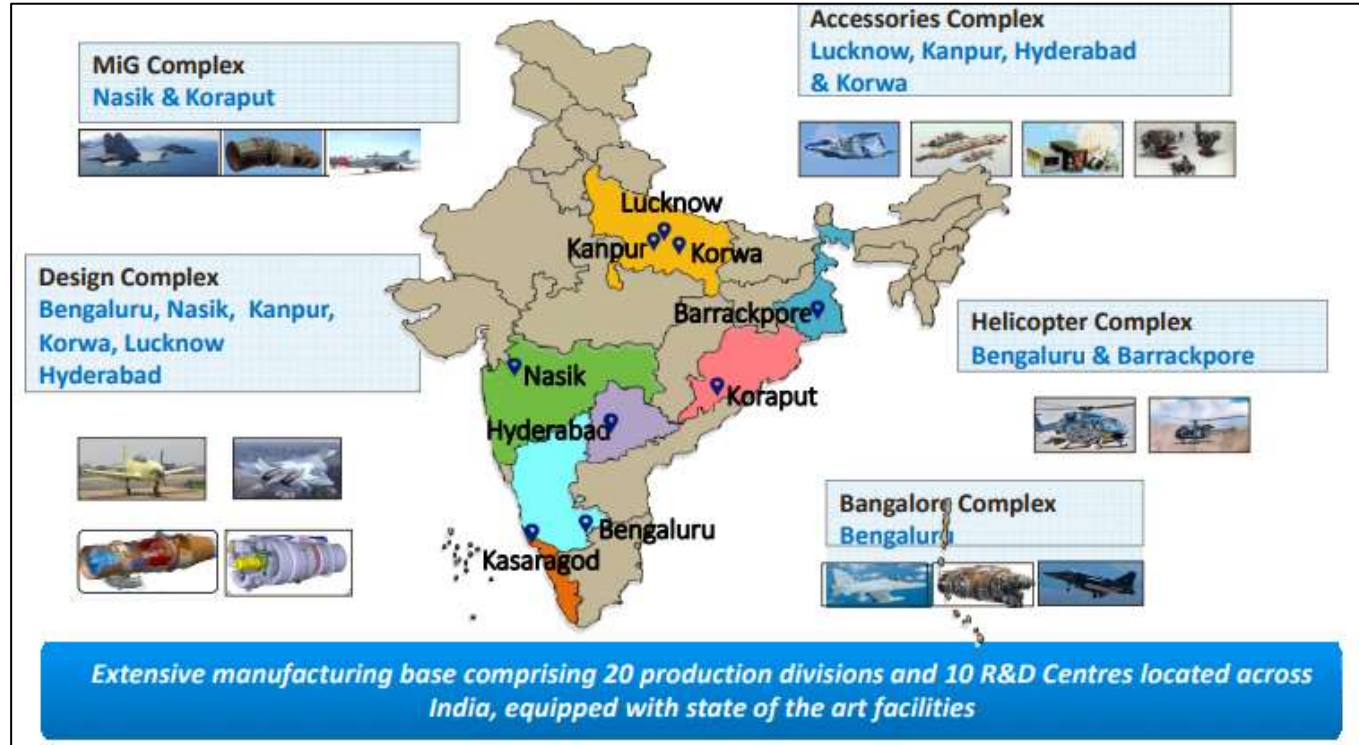 MiG Complex
Nasik & Koraput
Accessories Complex
Lucknow, Kanpur, Hyderabad
& Korwa
Lucknow
Kanpur
Korwa
Design Complex
Bengaluru, Nasik, Kanpur,
Korwa, Lucknow
Hyderabad
Barrackpore
Helicopter Complex
Bengaluru & Barrackpore
Nasik
Koraput
Hyderabad
Bangalore Complex
Bengaluru
Bengaluru
Kasaragod
Extensive manufacturing base comprising 20 production divisions and 10 R&D Centres located across
India, equipped with state of the art facilities